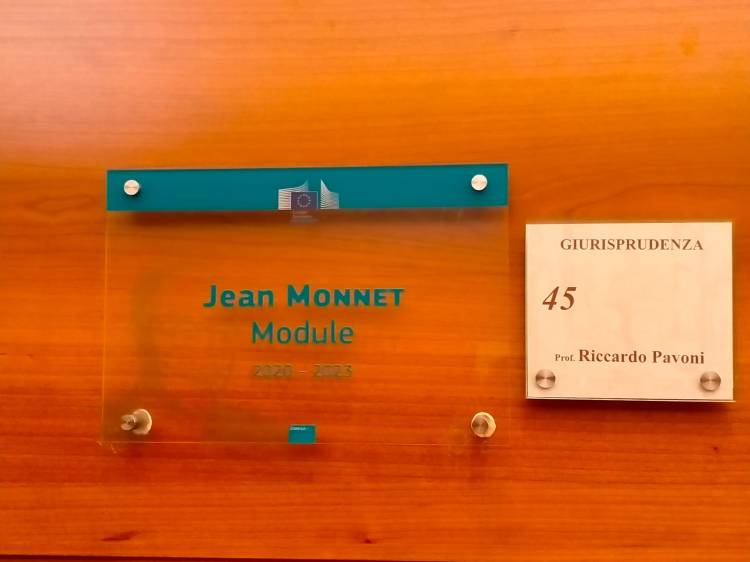 Jean MONNET
Module
2020 - 2023
GIURISPRUDENZA
45
Prof. Riccardo Pavoni